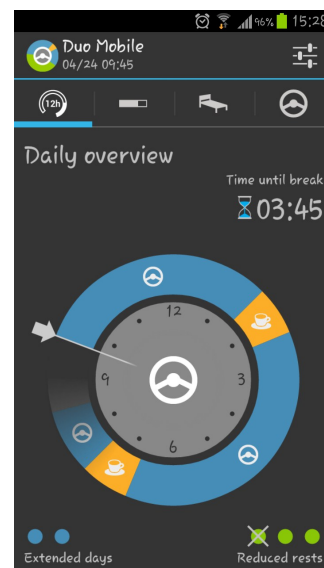 96% 15:28
Duo Mobile
04/24 09:45
12h
Daily overview
Time until break
03:45
12
9
3
6
Extended days
Reduced rests